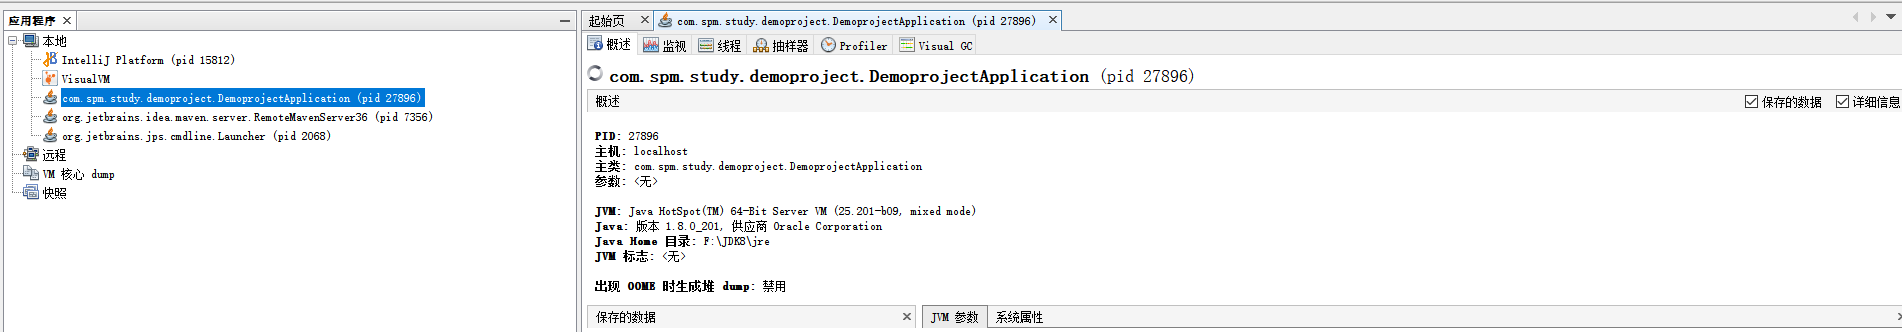 应用程序
本地
IntelliJ Platform (pid 15812)
VisualVM
com.spm.study.demoproject.DemoprojectApplication (pid 27896)
org.jetbrains.idea.maven.server.RemoteMavenServer36 (pid 7356)
org.jetbrains.jps.cmdline.Launcher (pid 2068)
远程
VM 核心 dump
快照
起始页 com.spm.study.demoproject.DemoprojectApplication (pid 27896)
概述 监视 线程 抽样器 Profiler Visual GC
com.spm.study.demoproject.DemoprojectApplication (pid 27896)
概述 保存的数据 详细信息
PID: 27896
主机: localhost
主类: com.spm.study.demoproject.DemoprojectApplication
参数: <无>
JVM: Java HotSpot(TM) 64-Bit Server VM (25.201-b09, mixed mode)
Java: 版本 1.8.0_201, 供应商 Oracle Corporation
Java Home 目录: F:\JDK8\jre
JVM 标志: <无>
出现 OOME 时生成堆 dump: 禁用
保存的数据 JVM 参数 系统属性